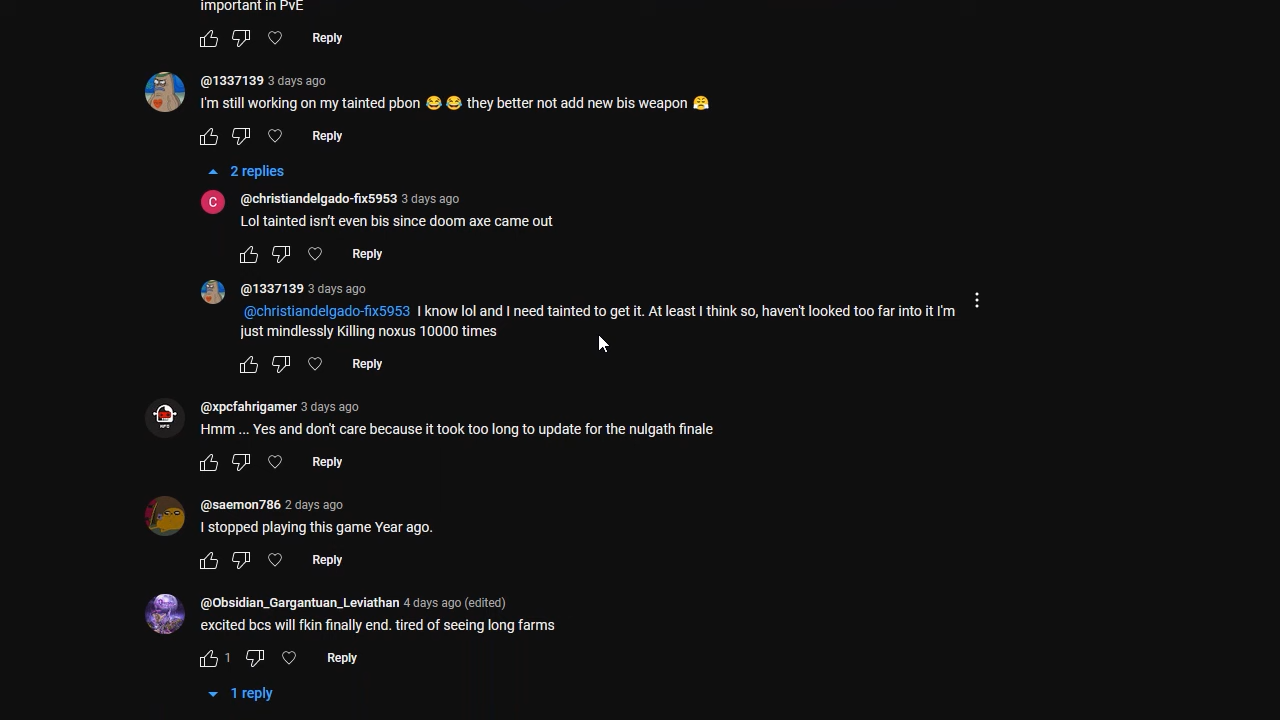 important in PvE
Reply
@1337139 3 days ago
I'm still working on my tainted pbon 😂 😂 they better not add new bis weapon 😤
Reply
2 replies
C
@christiandelgado-fix5953 3 days ago
Lol tainted isn't even bis since doom axe came out
Reply
@1337139 3 days ago
@christiandelgado-fix5953 I know lol and I need tainted to get it. At least I think so, haven't looked too far into it I'm
just mindlessly Killing noxus 10000 times
Reply
@xpcfahrigamer 3 days ago
Hmm ... Yes and don't care because it took too long to update for the nulgath finale
Reply
@saemon786 2 days ago
I stopped playing this game Year ago.
Reply
@Obsidian_Gargantuan_Leviathan 4 days ago (edited)
excited bcs will fkin finally end. tired of seeing long farms
1 Reply
1 reply